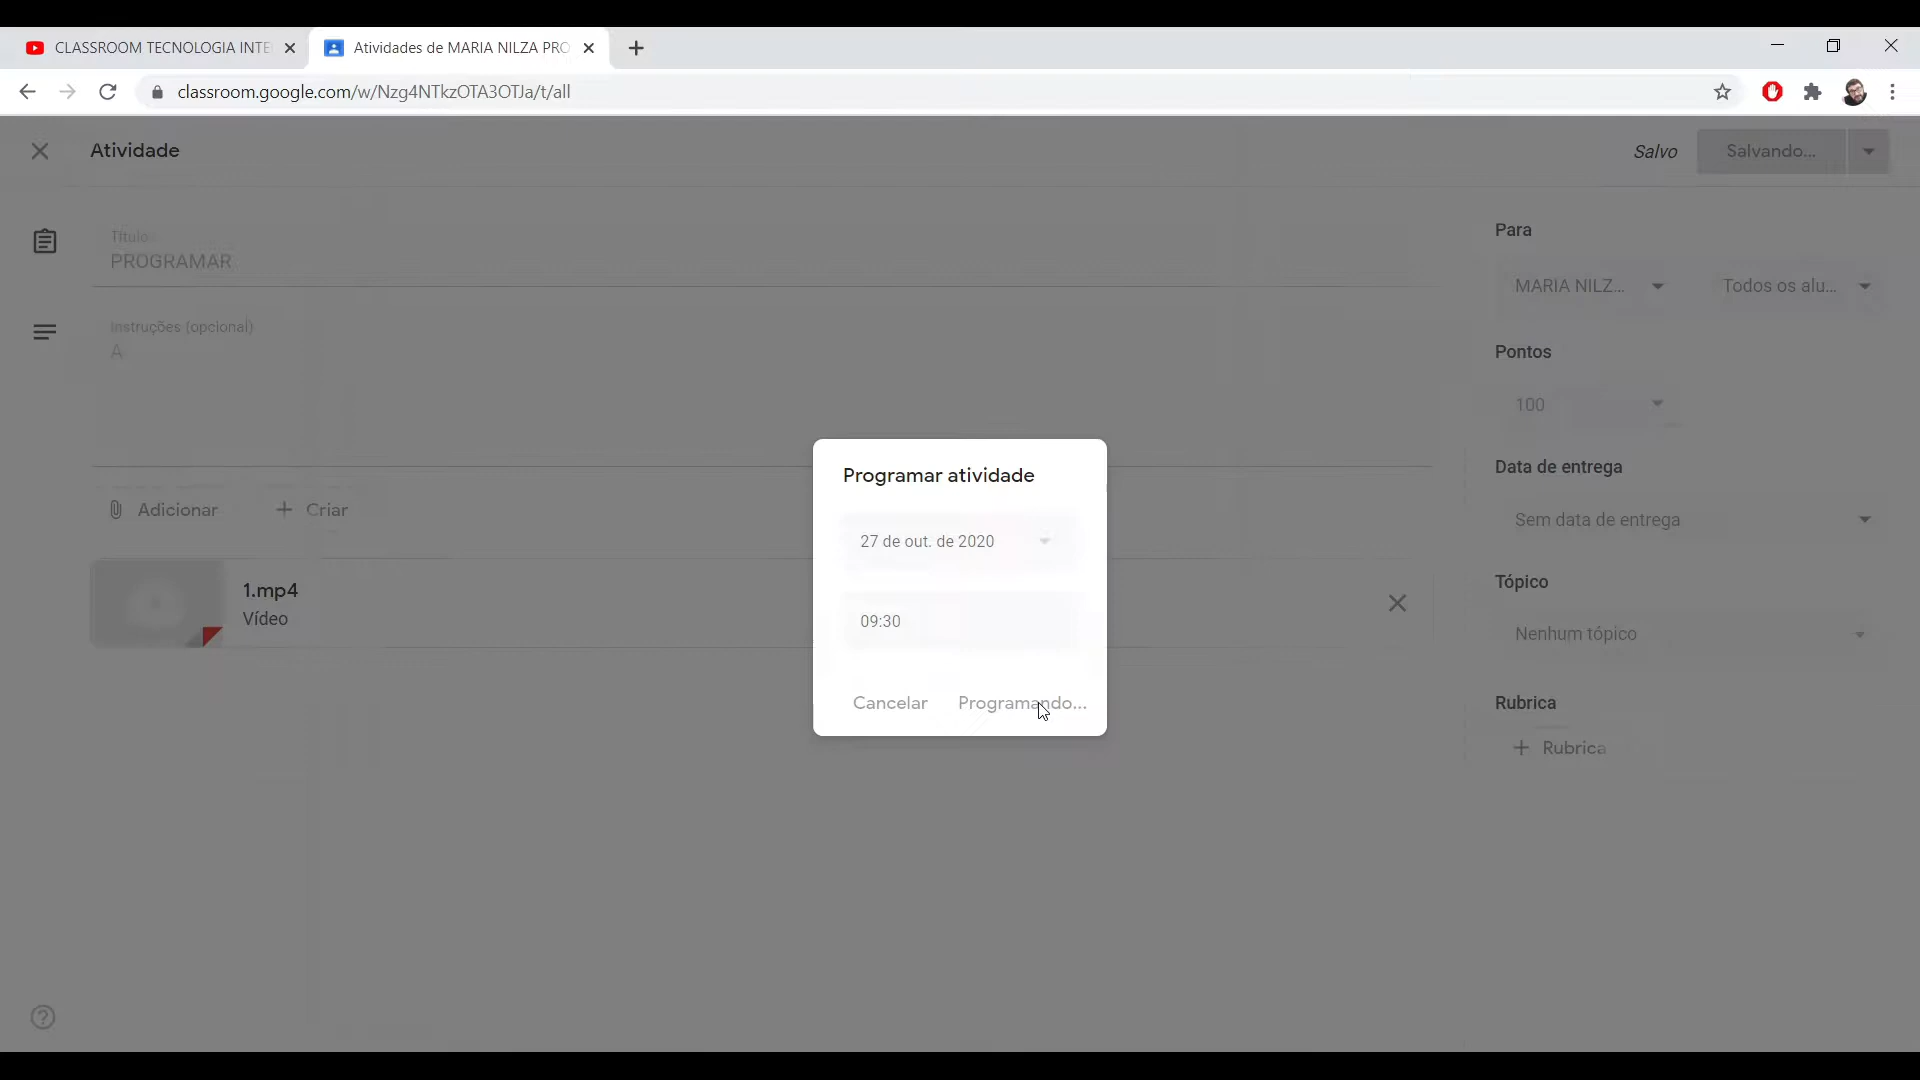 CLASSROOM TECNOLOGIA INTE
Atividades de MARIA NILZA PRO
classroom.google.com/w/Nzg4NTkzOTA3OTJa/t/all
Atividade
Salvo
Salvando...
Título
PROGRAMAR
Instruções (opcional)
A
Adicionar
Criar
1.mp4
Vídeo
Para
MARIA NILZ...
Todos os alu...
Pontos
100
Data de entrega
Sem data de entrega
Tópico
Nenhum tópico
Rubrica
Rubrica
Programar atividade
27 de out. de 2020
09:30
Cancelar
Programando...